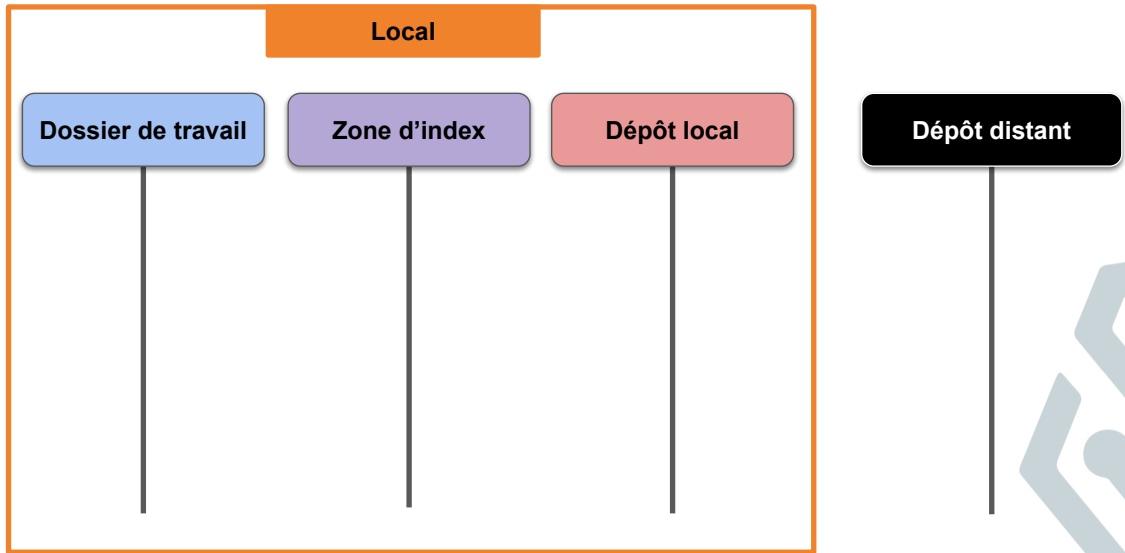 Local
Dossier de travail
Zone d’index
Dépôt local
Dépôt distant